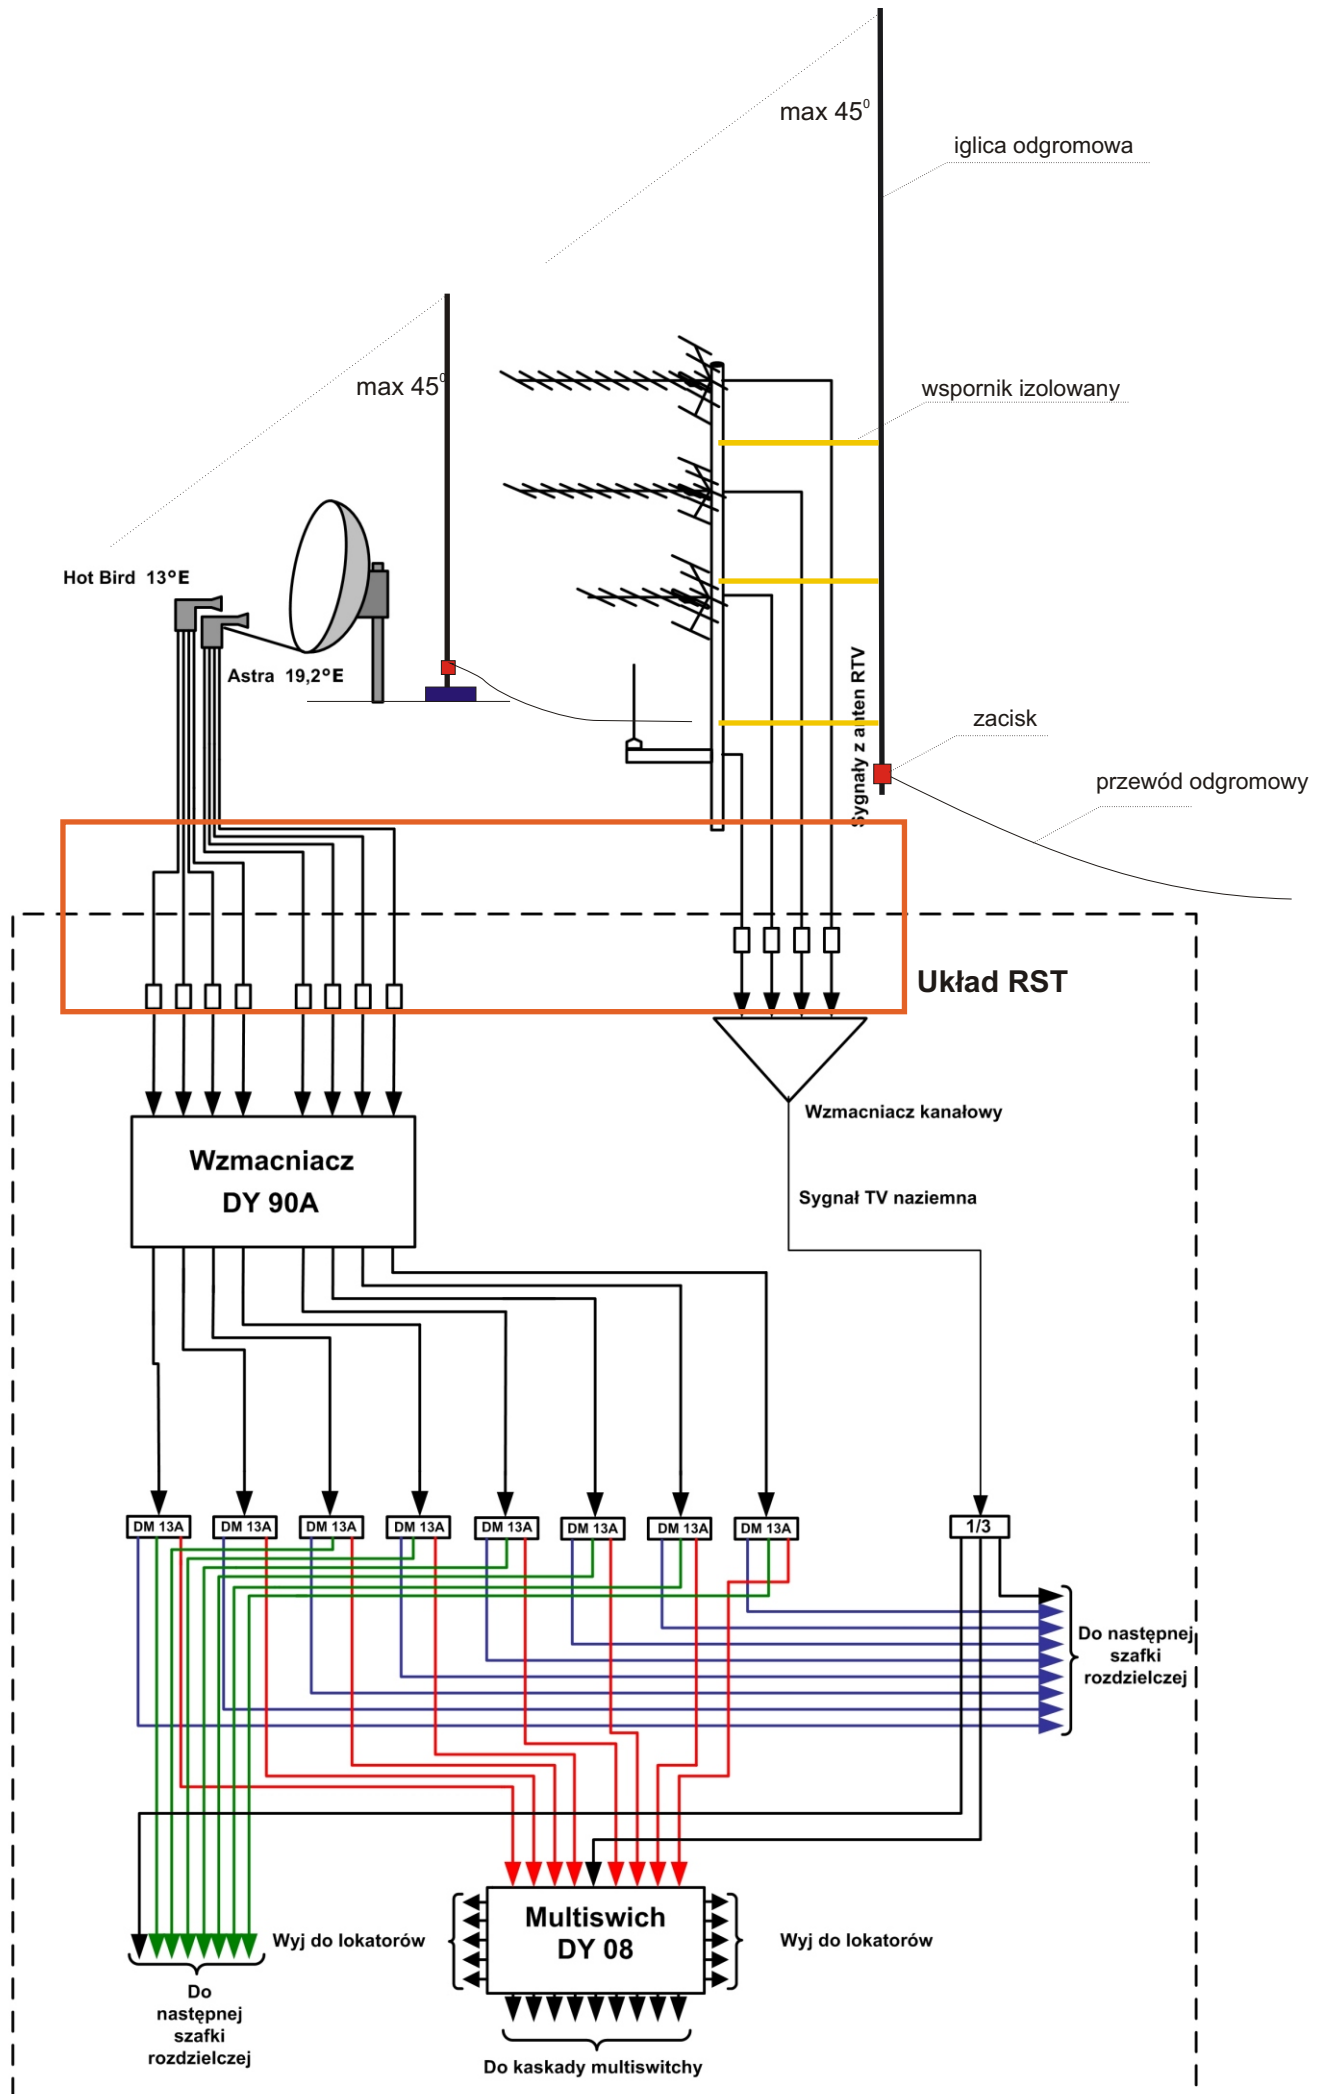 max 45⁰
iglica odgromowa
max 45⁰
wspornik izolowany
Hot Bird 13°E
Astra 19,2°E
Sygnały z anten RTV
zacisk
przewód odgromowy
Układ RST
Wzmacniacz kanałowy
Wzmacniacz
DY 90A
Sygnał TV naziemna
DM 13A
DM 13A
DM 13A
DM 13A
DM 13A
DM 13A
DM 13A
DM 13A
1/3
Do następnej
szafki
rozdzielczej
Multiswich
DY 08
Wyj do lokatorów
Wyj do lokatorów
Do
następnej
szafki
rozdzielczej
Do kaskady multiswitchy